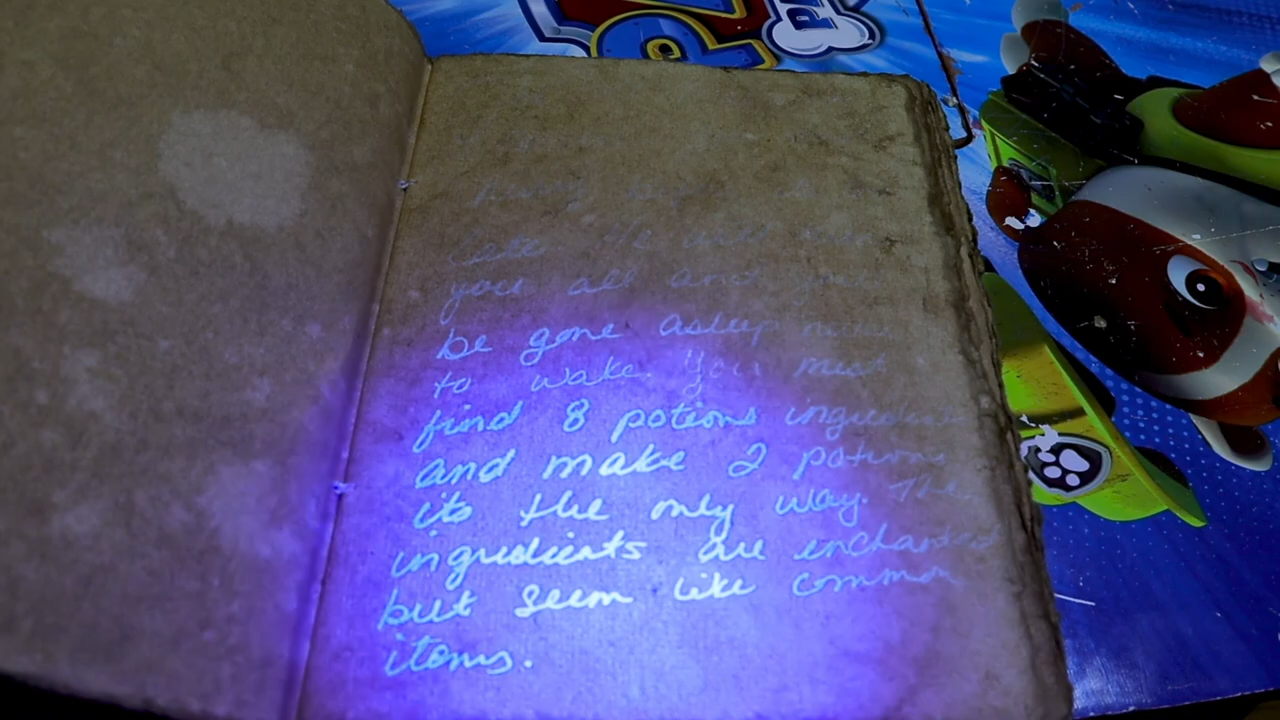 you all and you
be gone asleep
to wake. You must
find 8 potions ingredients
and make 2 potions
its the only way. The
ingredients are enchanted
but seem like common
items.